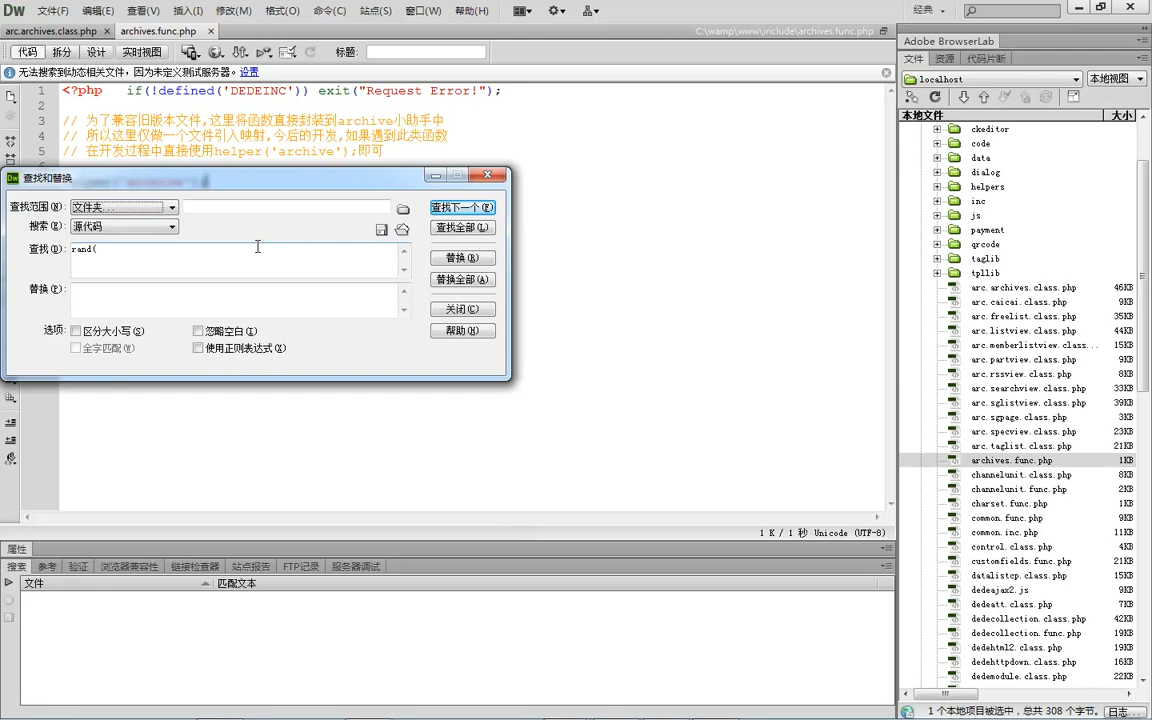 Dw 文件(F) 编辑(E) 查看(V) 插入(I) 修改(M) 格式(O) 命令(C) 站点(S) 窗口(W) 帮助(H) 经典
arc.archives.class.php × archives.func.php × C:\wamp\www\include\archives.func.php
代码 拆分 设计 实时视图 标题:
无法搜索到动态相关文件，因为未定义测试服务器。设置
1 <?php if(!defined('DEDEINC')) exit("Request Error!");
2
3 // 为了兼容旧版本文件,这里将函数直接封装到archive小助手中
4 // 所以这里仅做一个文件引入映射,今后的开发,如果遇到此类函数
5 // 在开发过程中直接使用helper('archive');即可
Dw 查找和替换
查找范围(N): 文件夹... 查找下一个(F)
搜索(E): 源代码 查找全部(L)
查找(D): rand(
替换(R)
替换全部(A)
替换(P):
关闭(C)
选项: 区分大小写(S) 忽略空白(I) 帮助(H)
全字匹配(W) 使用正则表达式(X)
1 K / 1 秒 Unicode (UTF-8)
属性
搜索 参考 验证 浏览器兼容性 链接检查器 站点报告 FTP记录 服务器调试
文件 匹配文本
Adobe BrowserLab
文件 资源 代码片断
localhost 本地视图
本地文件 大小
ckeditor
code
data
dialog
helpers
inc
js
payment
qrcode
taglib
tpllib
arc.archives.class.php 46KB
arc.caicai.class.php 9KB
arc.freelist.class.php 35KB
arc.listview.class.php 44KB
arc.memberlistview.class... 
arc.partview.class.php 9KB
arc.rssview.class.php 8KB
arc.searchview.class.php 33KB
arc.sglistview.class.php 39KB
arc.sgpage.class.php 3KB
arc.specview.class.php 23KB
arc.taglist.class.php 21KB
archives.func.php 1KB
channelunit.class.php 8KB
channelunit.func.php 2KB
charset.func.php 1KB
common.func.php 9KB
common.inc.php 11KB
control.class.php 4KB
customfields.func.php 21KB
datalistcp.class.php 15KB
dedeajax2.js 9KB
dedeatt.class.php 7KB
dedecollection.class.php 42KB
dedecollection.func.php 19KB
dedehtml2.class.php 19KB
dedehttpdown.class.php 16KB
dedemodule.class.php 22KB
1 个本地项目被选中，总共 308 个字节。 日志...